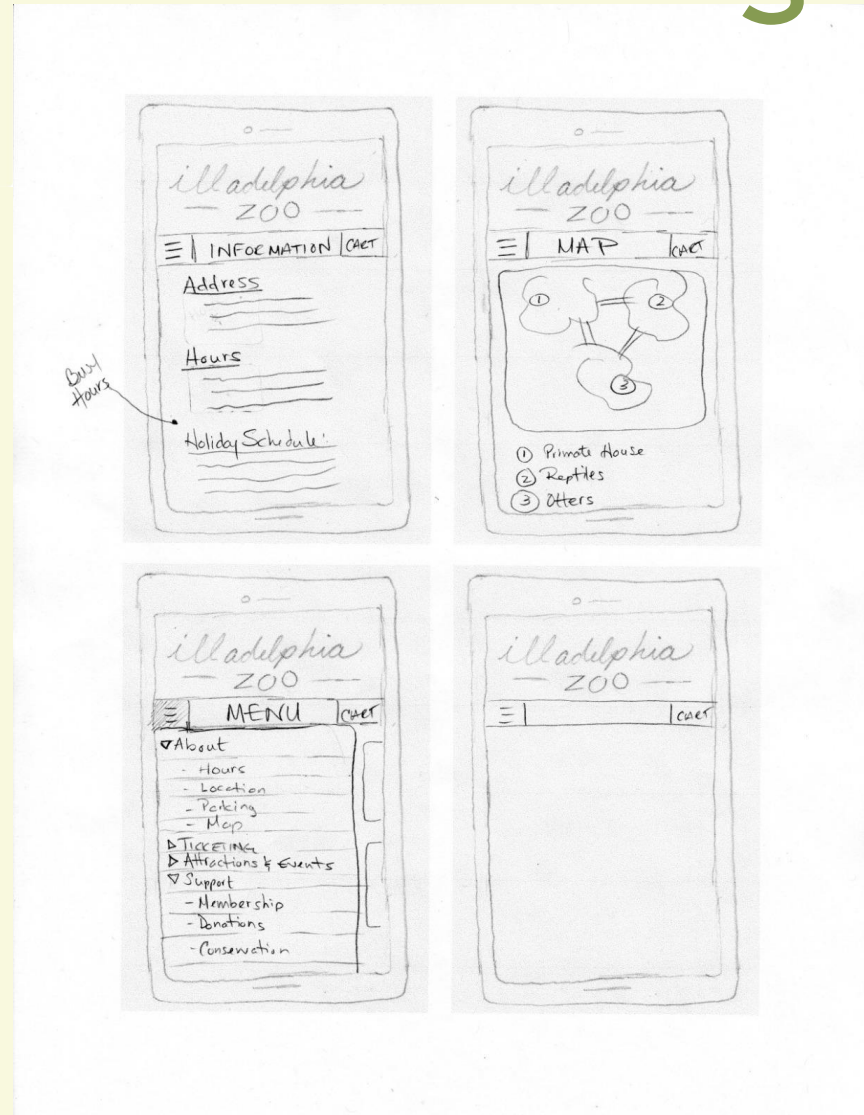 illadelphia
ZOO
INFORMATION CART
Address
Hours
Busy
Hours
Holiday Schedule:
illadelphia
ZOO
MAP CART
1 2
3
1 Primate House
2 Reptiles
3 Otters
illadelphia
ZOO
MENU CART
About
- Hours
- Location
- Parking
- Map
TICKETING
Attractions & Events
Support
- Membership
- Donations
- Conservation
illadelphia
ZOO
CART